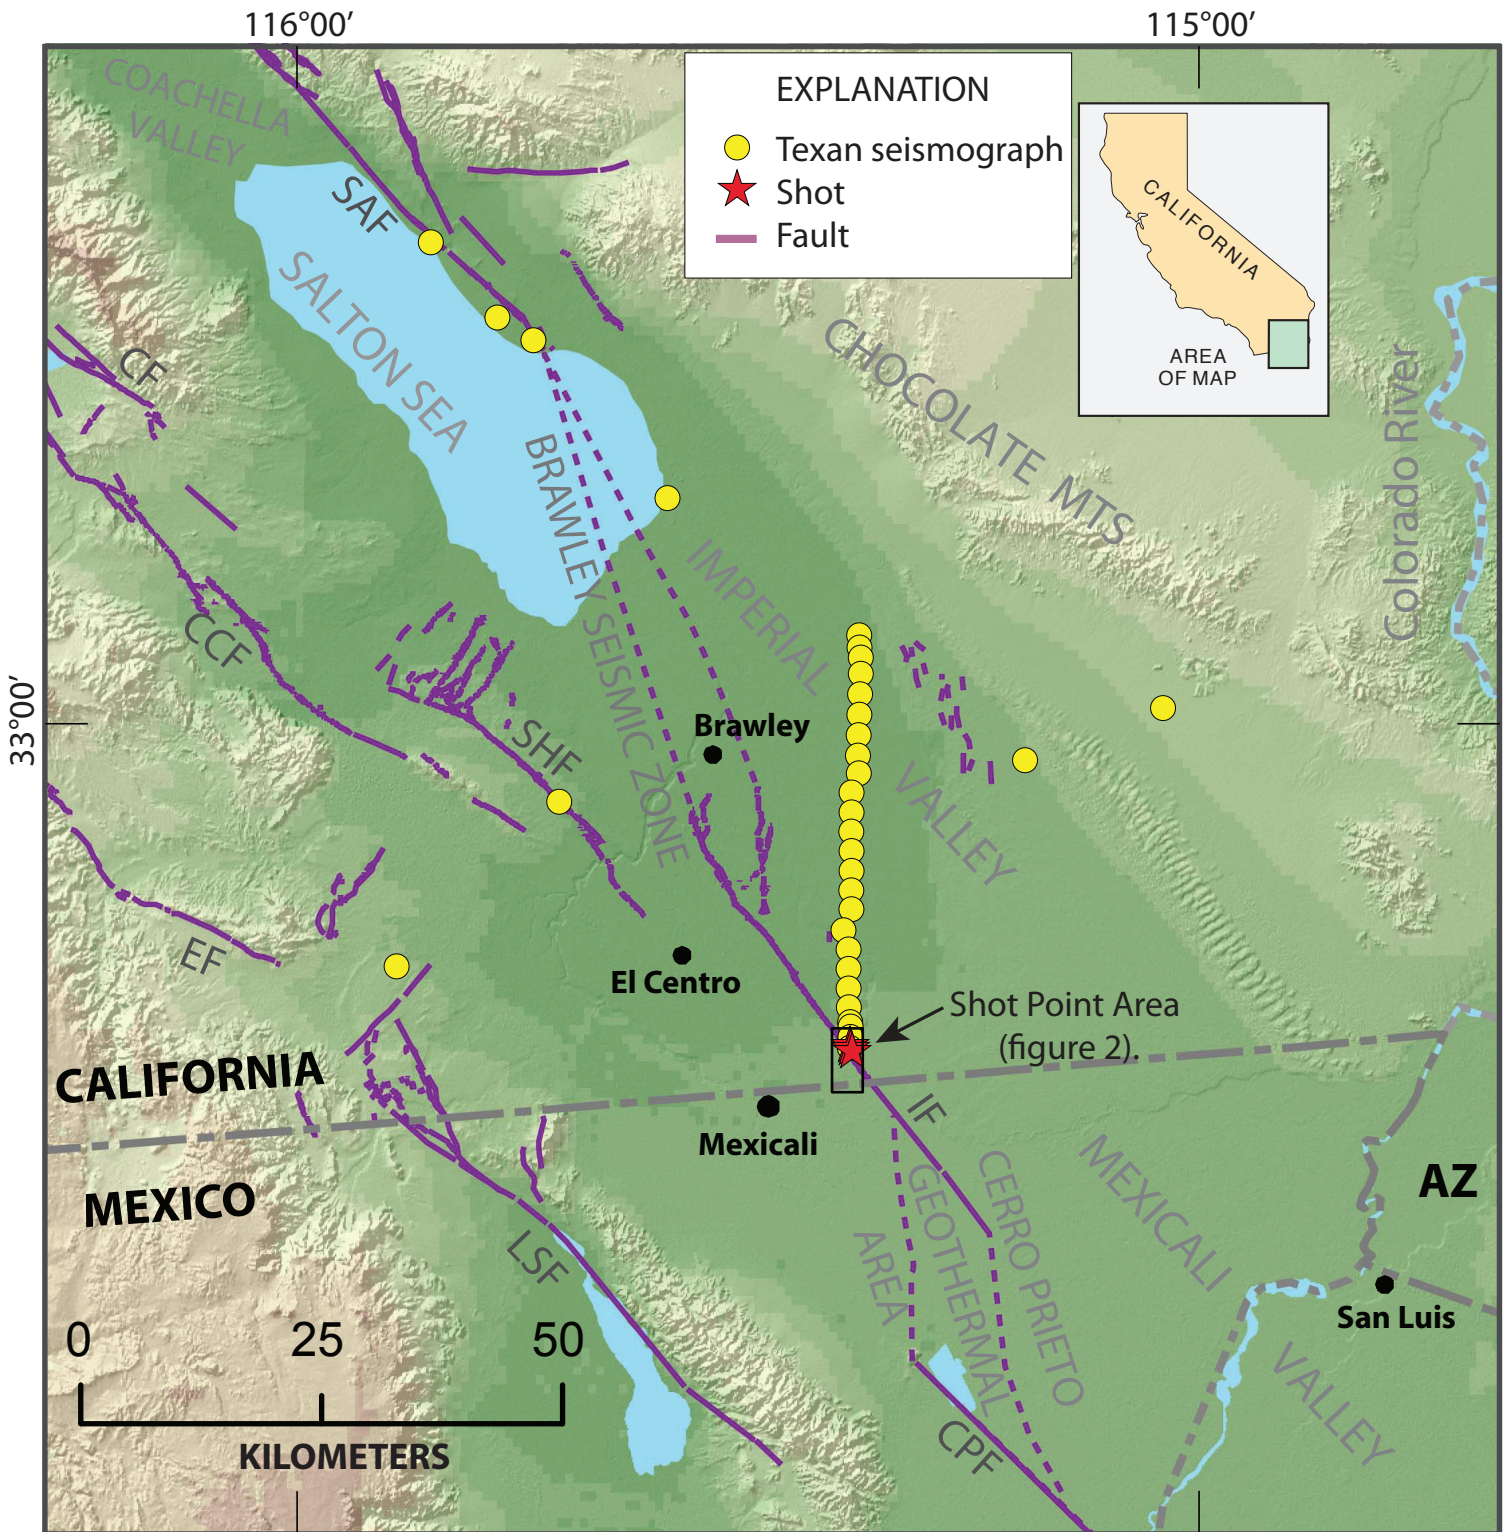 116°00′
115°00′
COACHELLA
VALLEY
EXPLANATION
Texan seismograph
Shot
Fault
CALIFORNIA
AREA
OF MAP
SAF
SALTON SEA
CF
CHOCOLATE MTS
Colorado River
BRAWLEY SEISMIC ZONE
IMPERIAL
VALLEY
CCF
SHF
33°00′
Brawley
EF
El Centro
Shot Point Area
(figure 2).
CALIFORNIA
MEXICO
Mexicali
IF
CERRO PRIETO
GEOTHERMAL
AREA
MEXICALI
VALLEY
AZ
LSF
San Luis
CPF
0 25 50
KILOMETERS